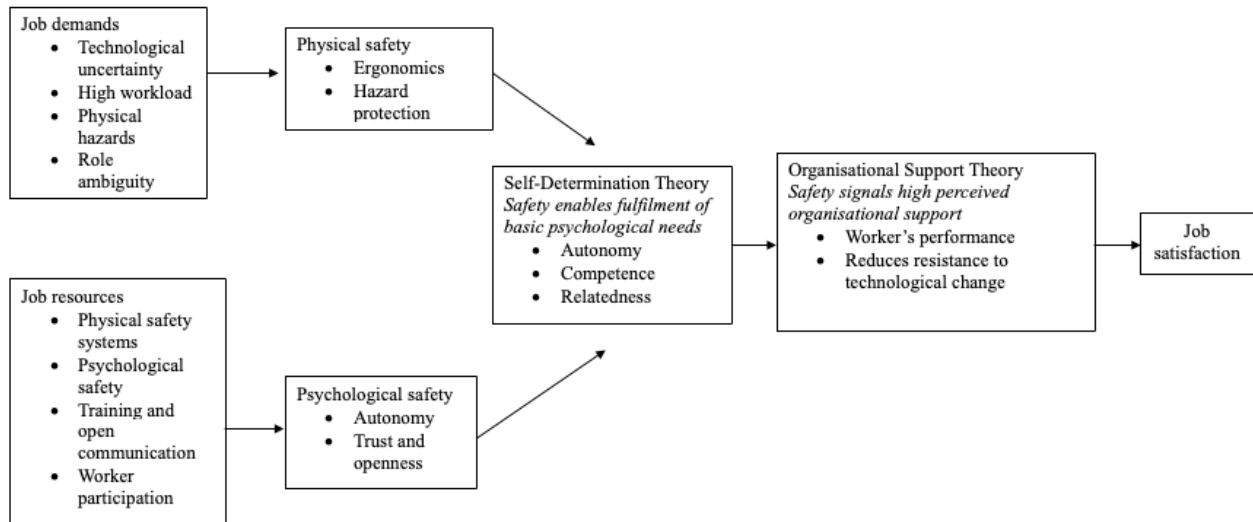 Job demands
• Technological
uncertainty
• High workload
• Physical
hazards
• Role
ambiguity
Physical safety
• Ergonomics
• Hazard
protection
Job resources
• Physical safety
systems
• Psychological
safety
• Training and
open
communication
• Worker
participation
Psychological safety
• Autonomy
• Trust and
openness
Self-Determination Theory
Safety enables fulfilment of
basic psychological needs
• Autonomy
• Competence
• Relatedness
Organisational Support Theory
Safety signals high perceived
organisational support
• Worker’s performance
• Reduces resistance to
technological change
Job
satisfaction